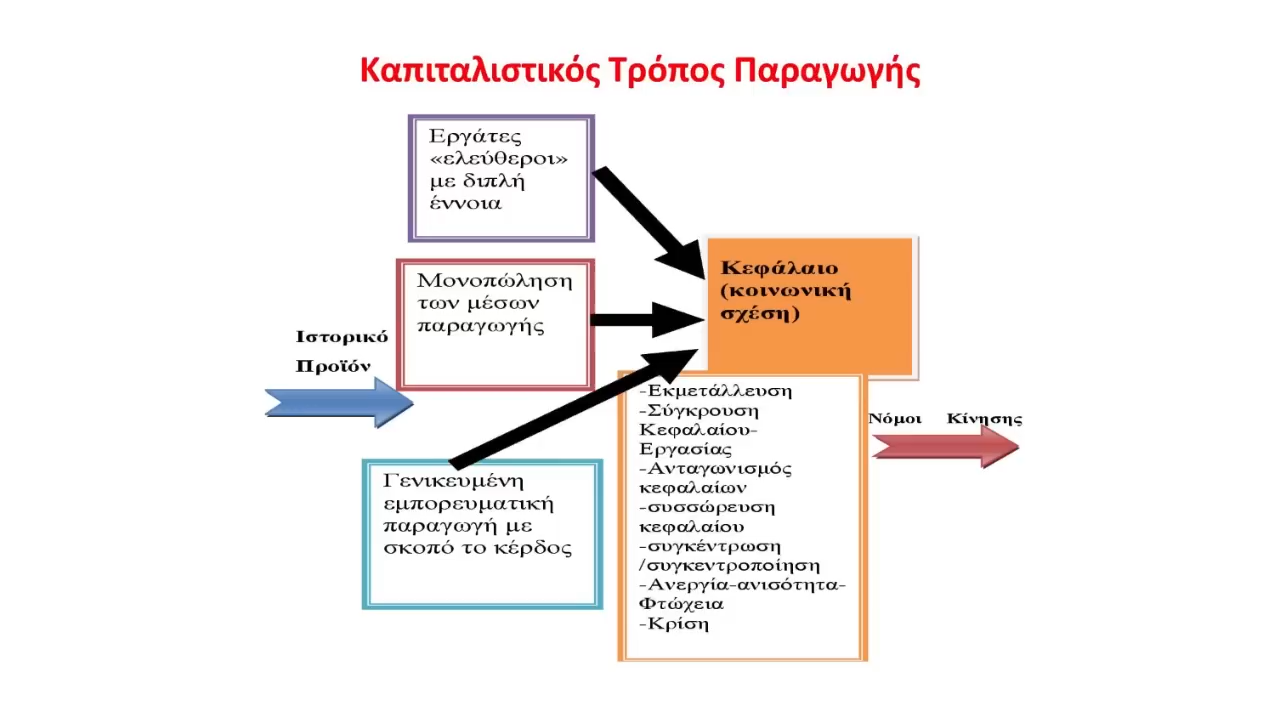 Καπιταλιστικός Τρόπος Παραγωγής
Εργάτες
«ελεύθεροι»
με διπλή
έννοια
Μονοπώληση
των μέσων
παραγωγής
Ιστορικό
Προϊόν
Γενικευμένη
εμπορευματική
παραγωγή με
σκοπό το κέρδος
Κεφάλαιο
(κοινωνική
σχέση)
-Εκμετάλλευση
-Σύγκρουση
Κεφαλαίου-
Εργασίας
-Ανταγωνισμός
κεφαλαίων
-συσσώρευση
κεφαλαίου
-συγκέντρωση
/συγκεντροποίηση
-Ανεργία-ανισότητα-
Φτώχεια
-Κρίση
Νόμοι Κίνησης